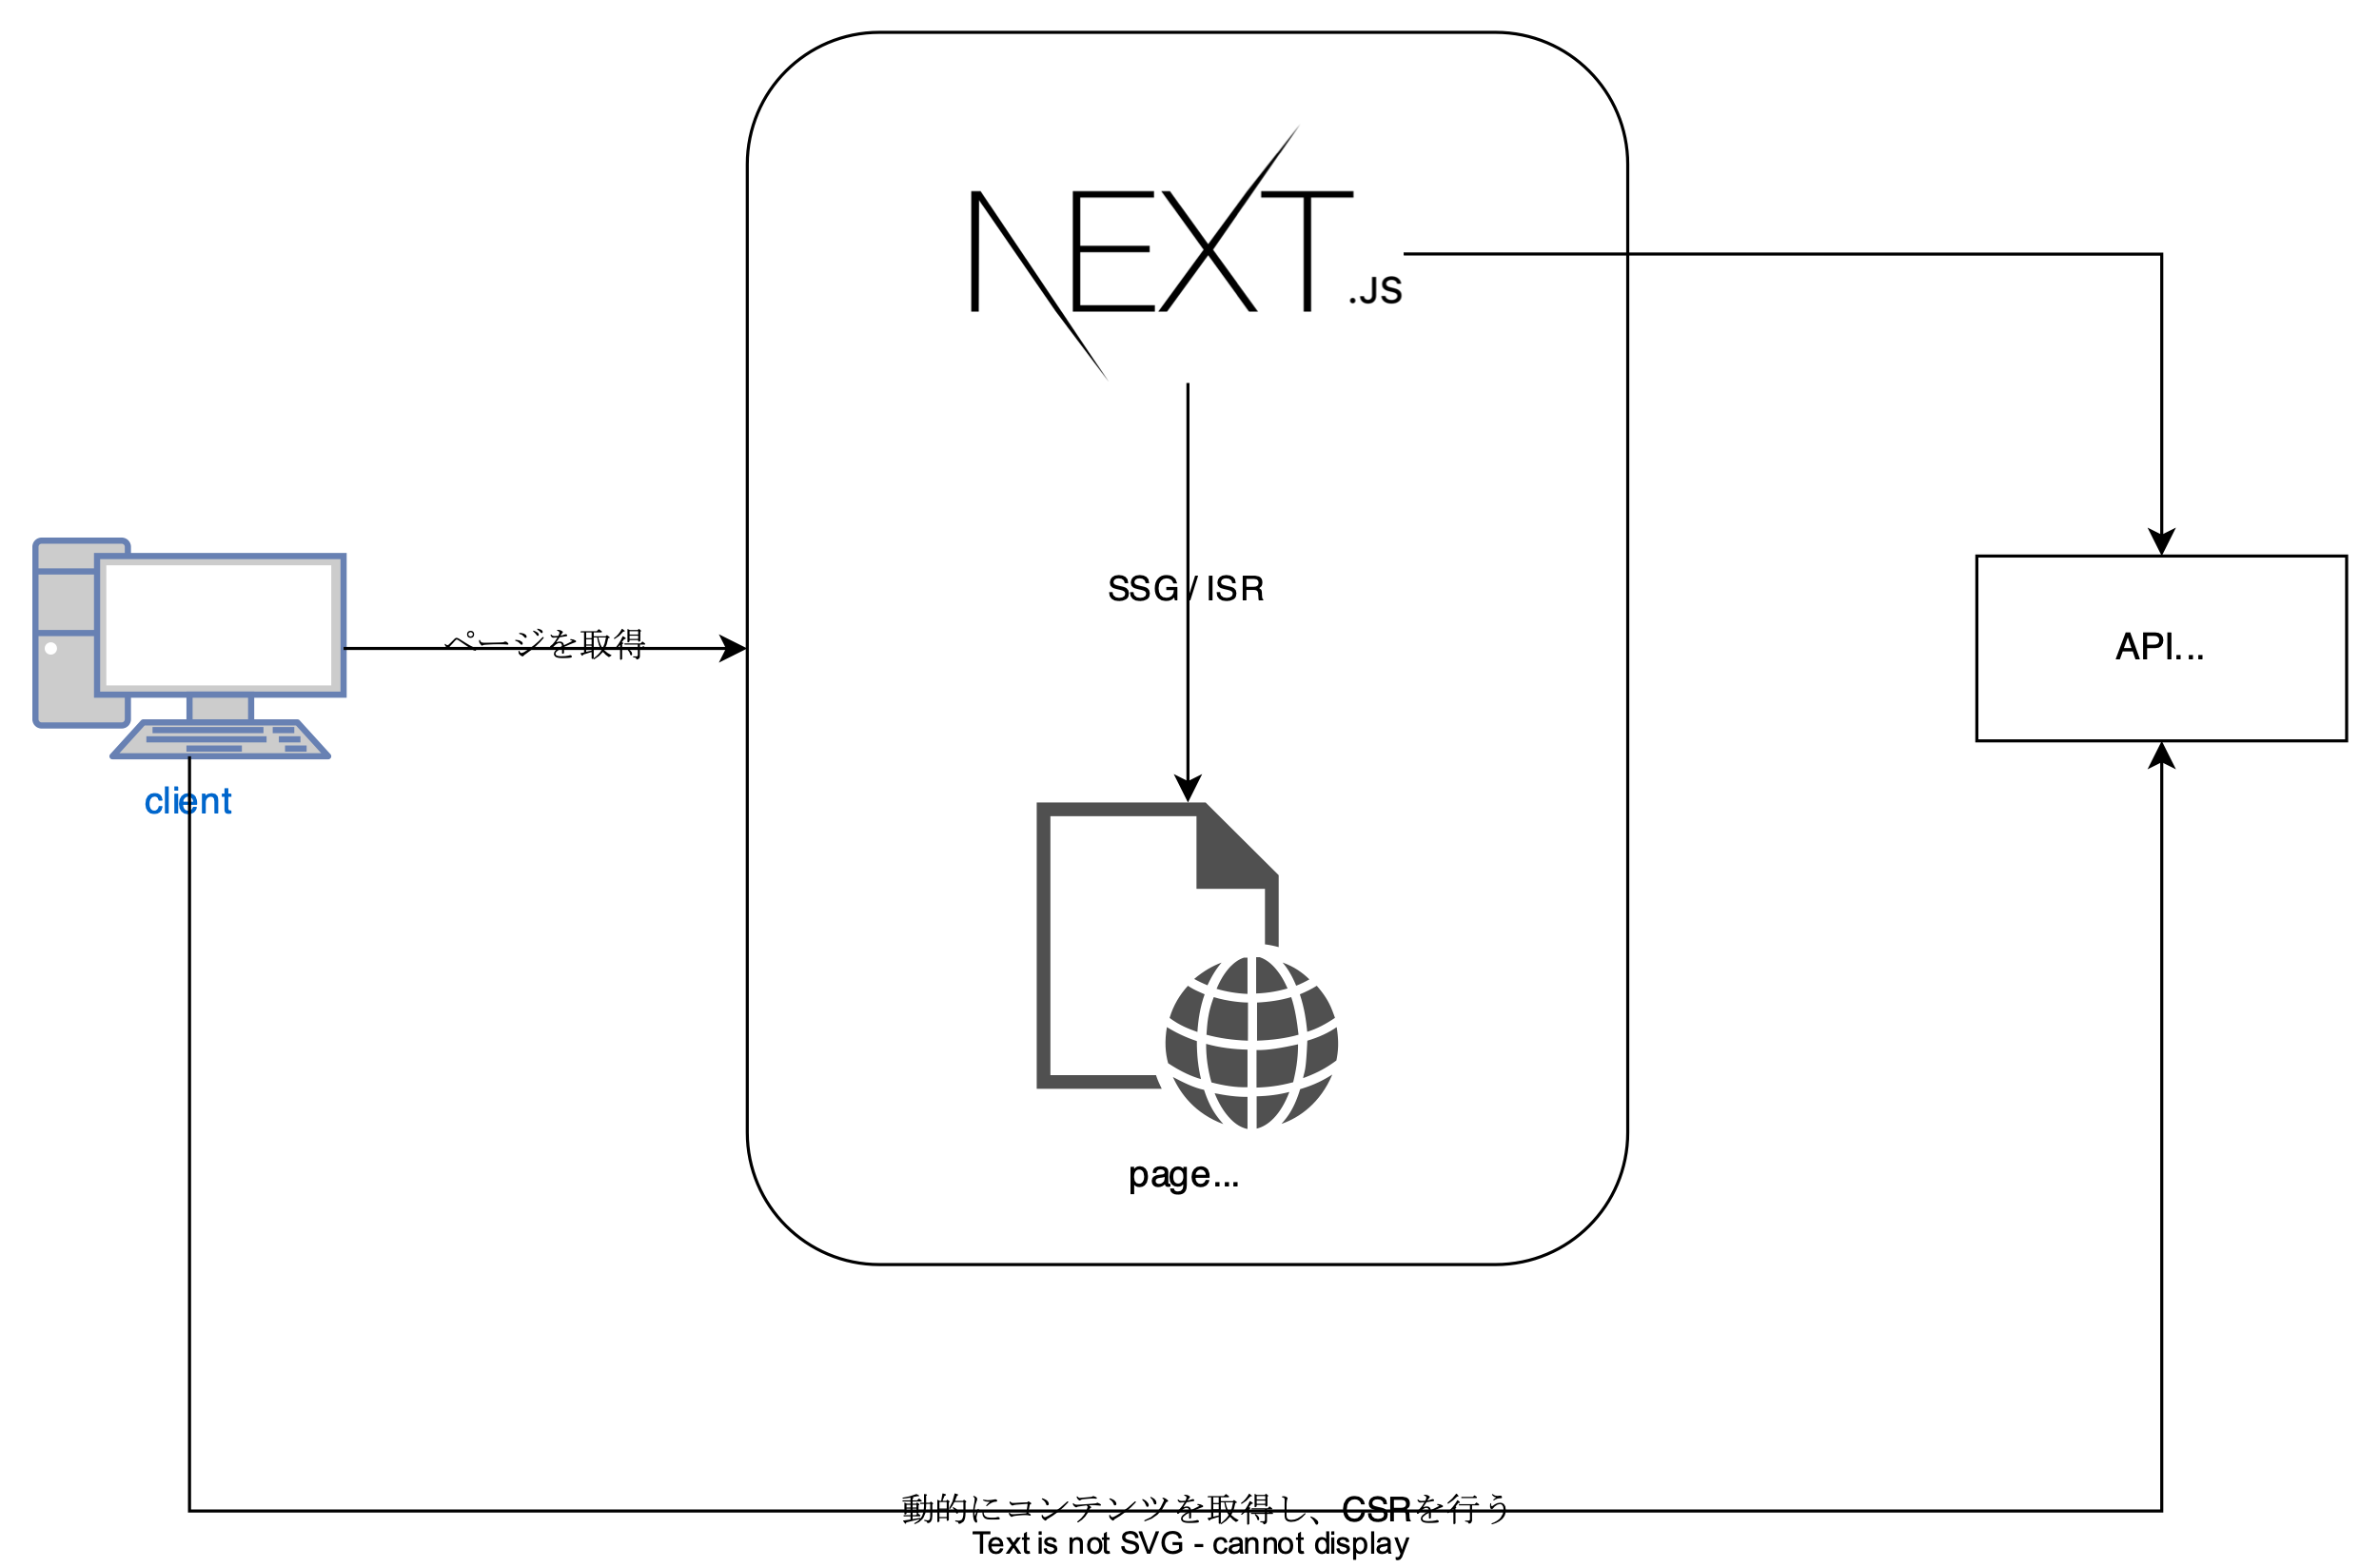 NEXT.JS
SSG / ISR
ページを取得
API...
client
page...
動的にコンテンツを取得し、CSRを行う
Text is not SVG - cannot display